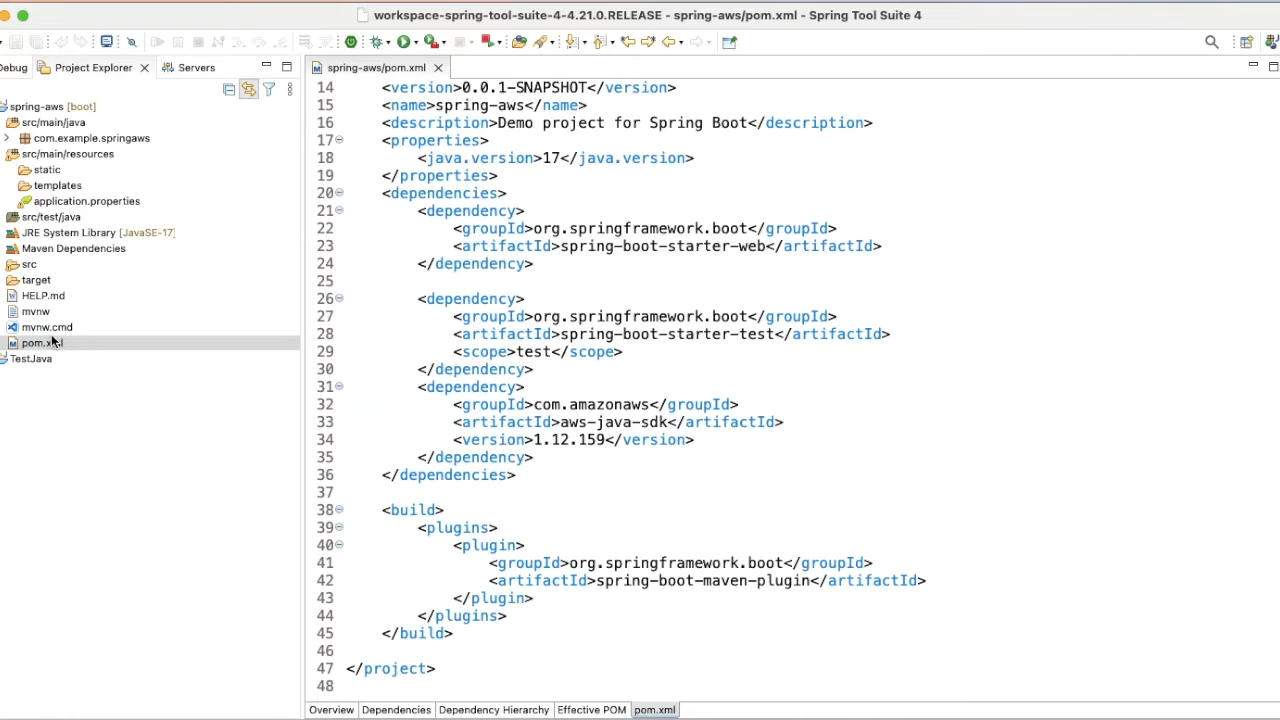 workspace-spring-tool-suite-4-4.21.0.RELEASE - spring-aws/pom.xml - Spring Tool Suite 4
Debug
Project Explorer
Servers
spring-aws [boot]
src/main/java
com.example.springaws
src/main/resources
static
templates
application.properties
src/test/java
JRE System Library [JavaSE-17]
Maven Dependencies
src
target
HELP.md
mvnw
mvnw.cmd
pom.xml
TestJava
spring-aws/pom.xml
14 <version>0.0.1-SNAPSHOT</version>
15 <name>spring-aws</name>
16 <description>Demo project for Spring Boot</description>
17 <properties>
18 <java.version>17</java.version>
19 </properties>
20 <dependencies>
21 <dependency>
22 <groupId>org.springframework.boot</groupId>
23 <artifactId>spring-boot-starter-web</artifactId>
24 </dependency>
25
26 <dependency>
27 <groupId>org.springframework.boot</groupId>
28 <artifactId>spring-boot-starter-test</artifactId>
29 <scope>test</scope>
30 </dependency>
31 <dependency>
32 <groupId>com.amazonaws</groupId>
33 <artifactId>aws-java-sdk</artifactId>
34 <version>1.12.159</version>
35 </dependency>
36 </dependencies>
37
38 <build>
39 <plugins>
40 <plugin>
41 <groupId>org.springframework.boot</groupId>
42 <artifactId>spring-boot-maven-plugin</artifactId>
43 </plugin>
44 </plugins>
45 </build>
46
47 </project>
48
Overview Dependencies Dependency Hierarchy Effective POM pom.xml